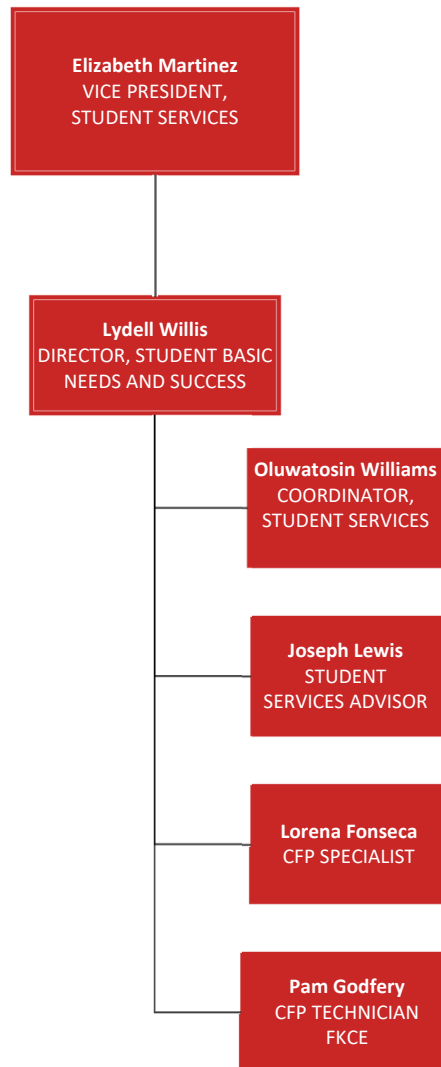 Elizabeth Martinez
VICE PRESIDENT,
STUDENT SERVICES
Lydell Willis
DIRECTOR, STUDENT BASIC
NEEDS AND SUCCESS
Oluwatosin Williams
COORDINATOR,
STUDENT SERVICES
Joseph Lewis
STUDENT
SERVICES ADVISOR
Lorena Fonseca
CFP SPECIALIST
Pam Godfery
CFP TECHNICIAN
FKCE